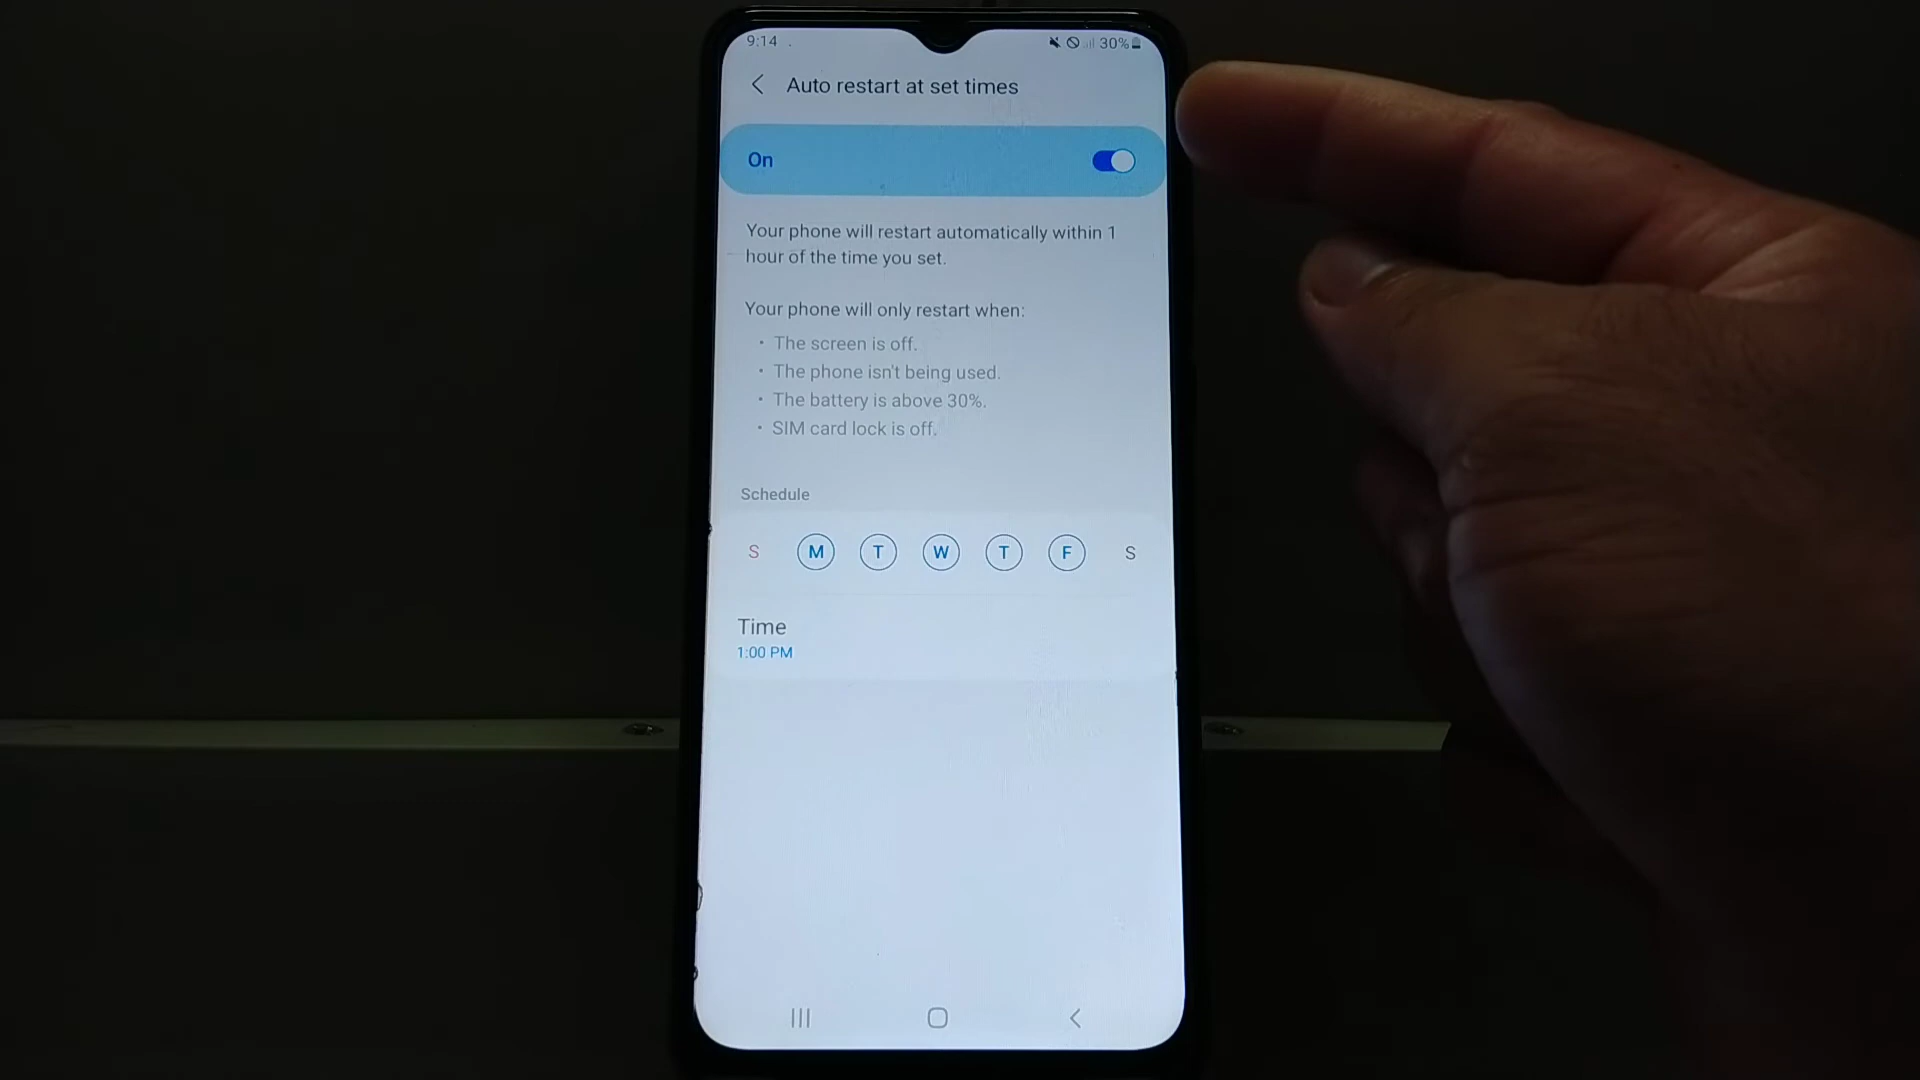 9:14
30%
Auto restart at set times
On
Your phone will restart automatically within 1
hour of the time you set.
Your phone will only restart when:
• The screen is off.
• The phone isn't being used.
• The battery is above 30%.
• SIM card lock is off.
Schedule
S M T W T F S
Time
1:00 PM